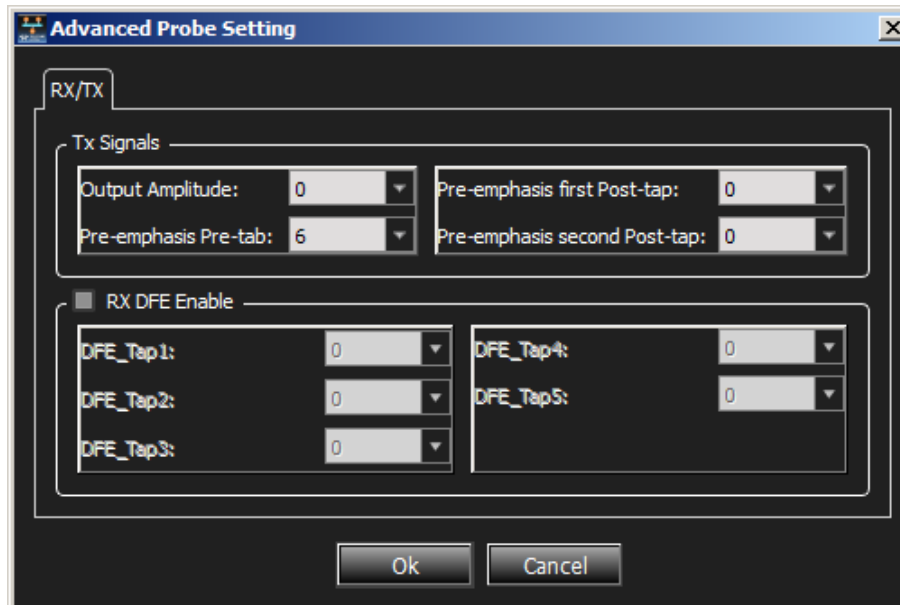 Advanced Probe Setting
RX/TX
Tx Signals
Output Amplitude: 0
Pre-emphasis first Post-tap: 0
Pre-emphasis Pre-tab: 6
Pre-emphasis second Post-tap: 0
RX DFE Enable
DFE_Tap1: 0
DFE_Tap4: 0
DFE_Tap2: 0
DFE_Tap5: 0
DFE_Tap3: 0
Ok
Cancel